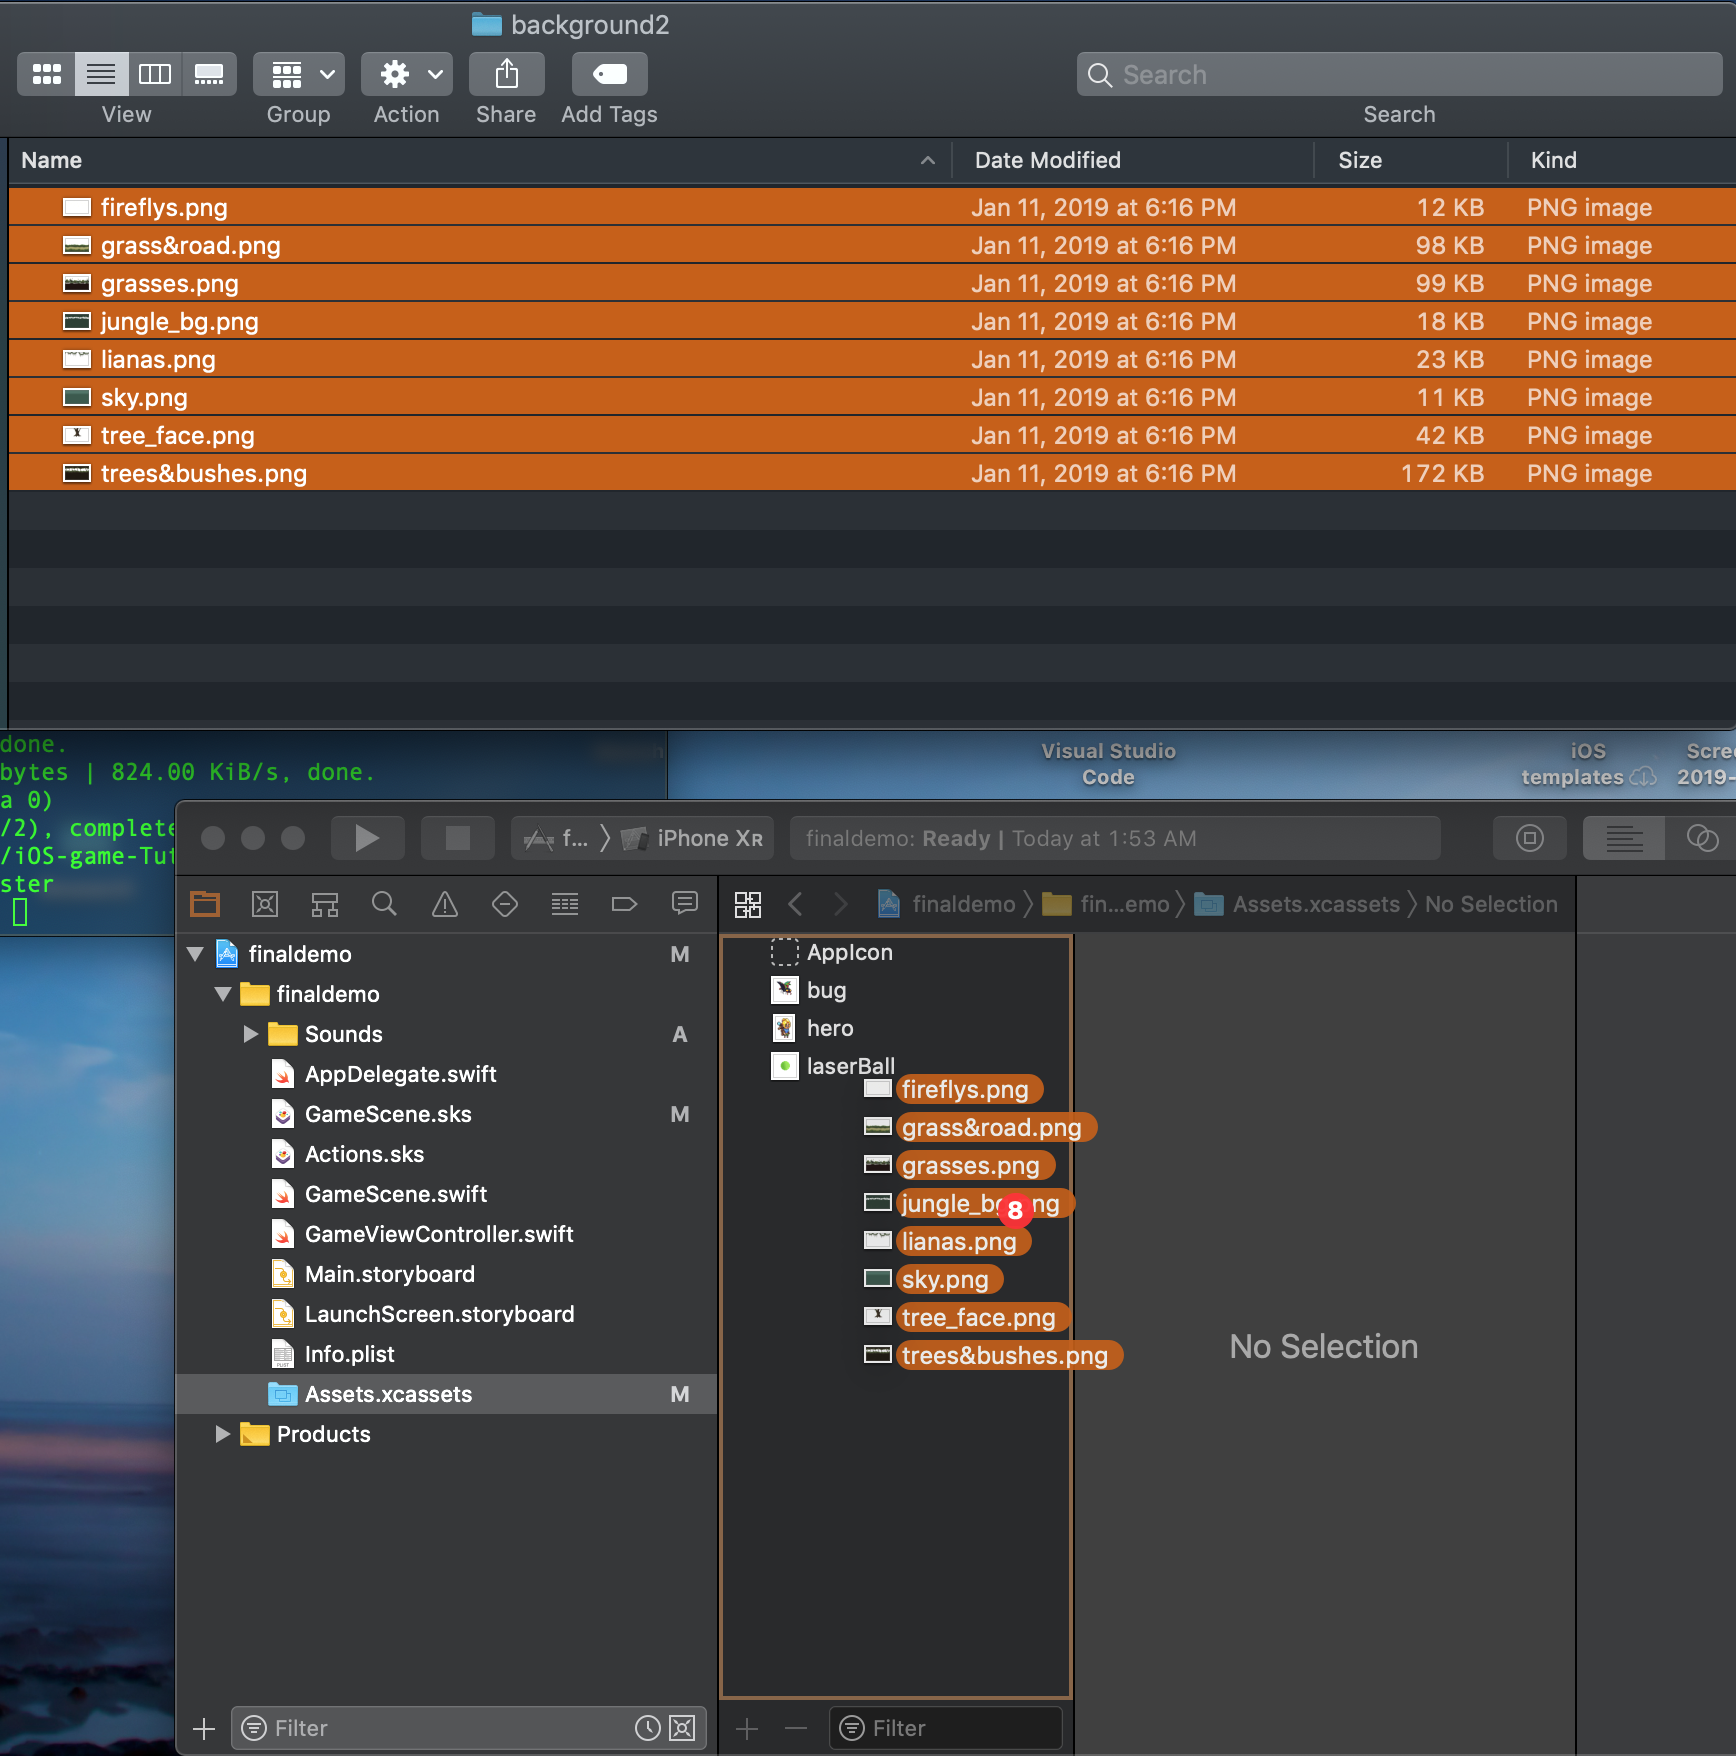 background2
View
Group
Action
Share
Add Tags
Search
Search
Name
Date Modified
Size
Kind
fireflys.png Jan 11, 2019 at 6:16 PM 12 KB PNG image
grass&road.png Jan 11, 2019 at 6:16 PM 98 KB PNG image
grasses.png Jan 11, 2019 at 6:16 PM 99 KB PNG image
jungle_bg.png Jan 11, 2019 at 6:16 PM 18 KB PNG image
lianas.png Jan 11, 2019 at 6:16 PM 23 KB PNG image
sky.png Jan 11, 2019 at 6:16 PM 11 KB PNG image
tree_face.png Jan 11, 2019 at 6:16 PM 42 KB PNG image
trees&bushes.png Jan 11, 2019 at 6:16 PM 172 KB PNG image
done.
bytes | 824.00 KiB/s, done.
a 0)
/2), complete
/iOS-game-Tut
ster
Visual Studio
Code
iOS
templates
Scre
2019-
f... 〉 iPhone XR
finaldemo: Ready | Today at 1:53 AM
finaldemo 〉 fin...emo 〉 Assets.xcassets 〉 No Selection
finaldemo M
finaldemo
Sounds A
AppDelegate.swift
GameScene.sks M
Actions.sks
GameScene.swift
GameViewController.swift
Main.storyboard
LaunchScreen.storyboard
Info.plist
Assets.xcassets M
Products
Filter
AppIcon
bug
hero
laserBall
fireflys.png
grass&road.png
grasses.png
jungle_bg ng
8
lianas.png
sky.png
tree_face.png
trees&bushes.png
Filter
No Selection